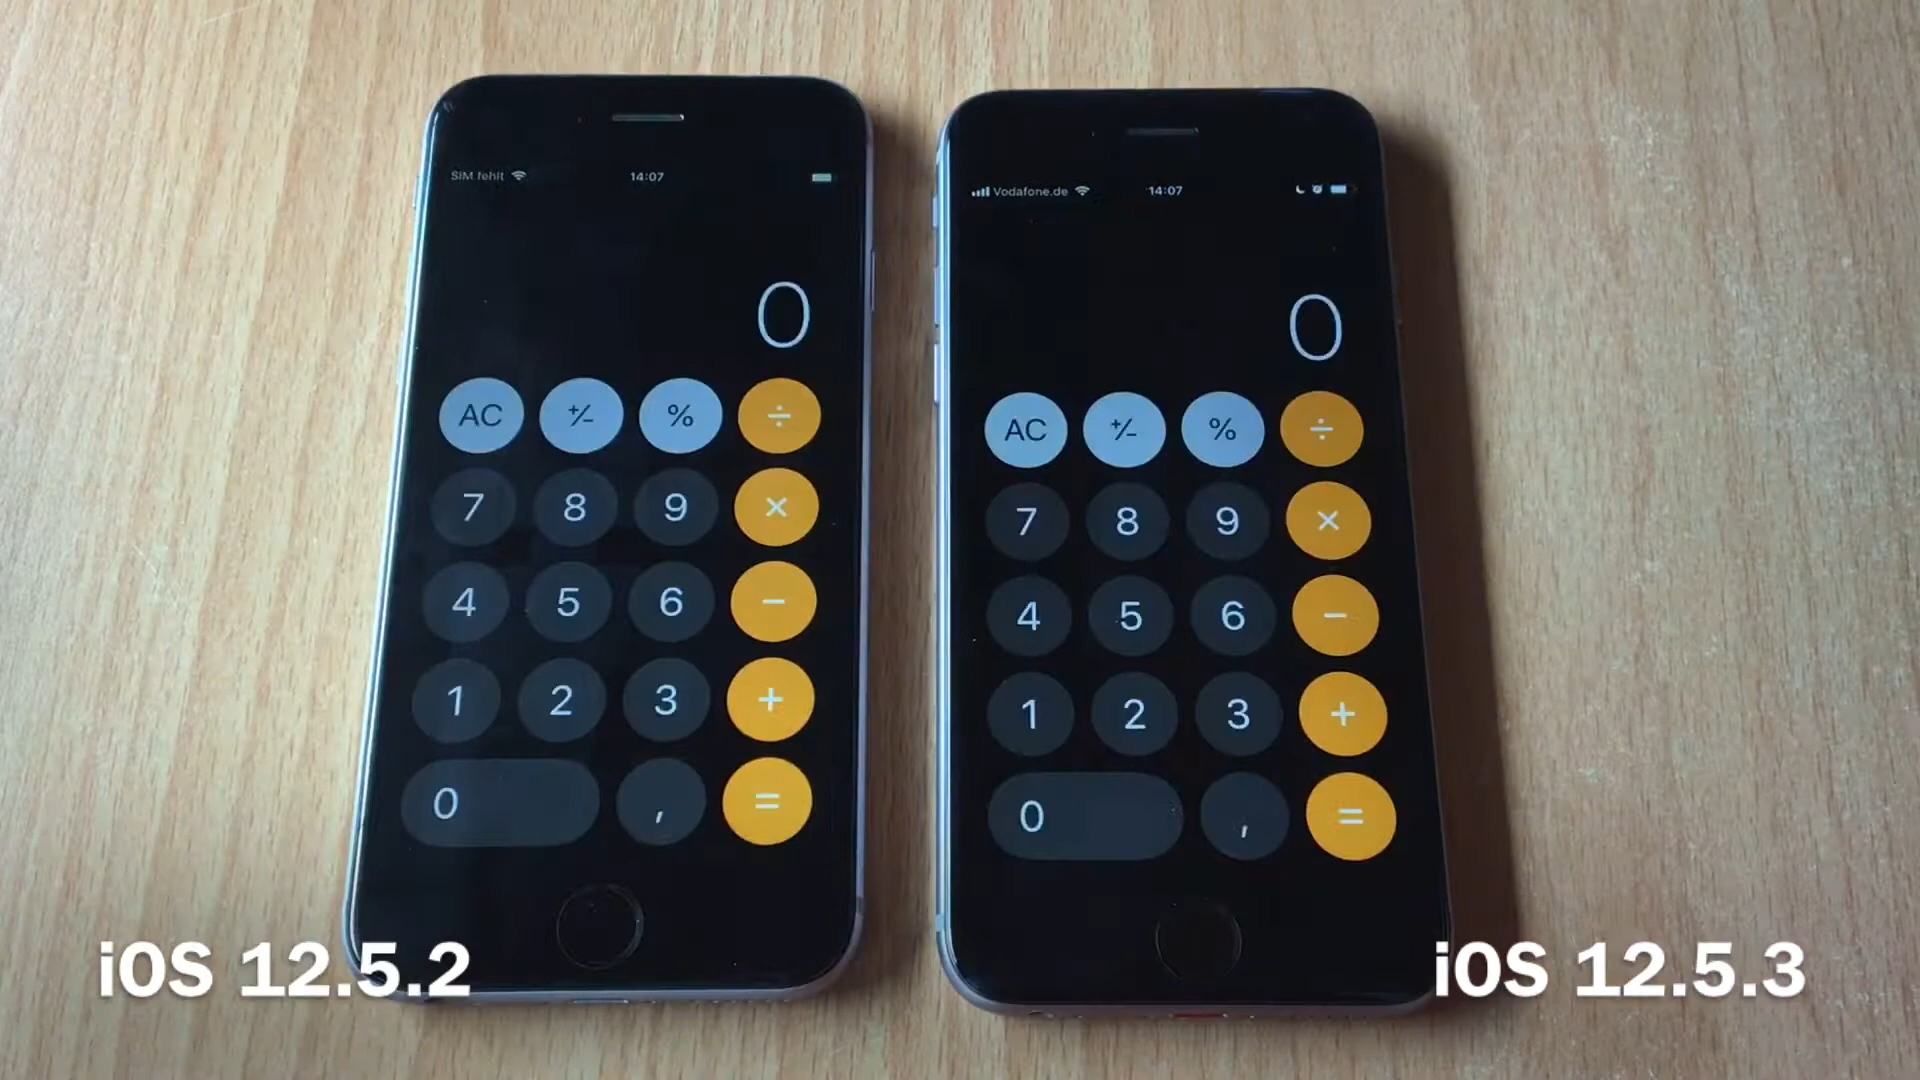 SIM fehlt 14:07
0
AC +/- % ÷
7 8 9 ×
4 5 6 −
1 2 3 +
0 , =
iOS 12.5.2
Vodafone.de 14:07
0
AC +/- % ÷
7 8 9 ×
4 5 6 −
1 2 3 +
0 , =
iOS 12.5.3